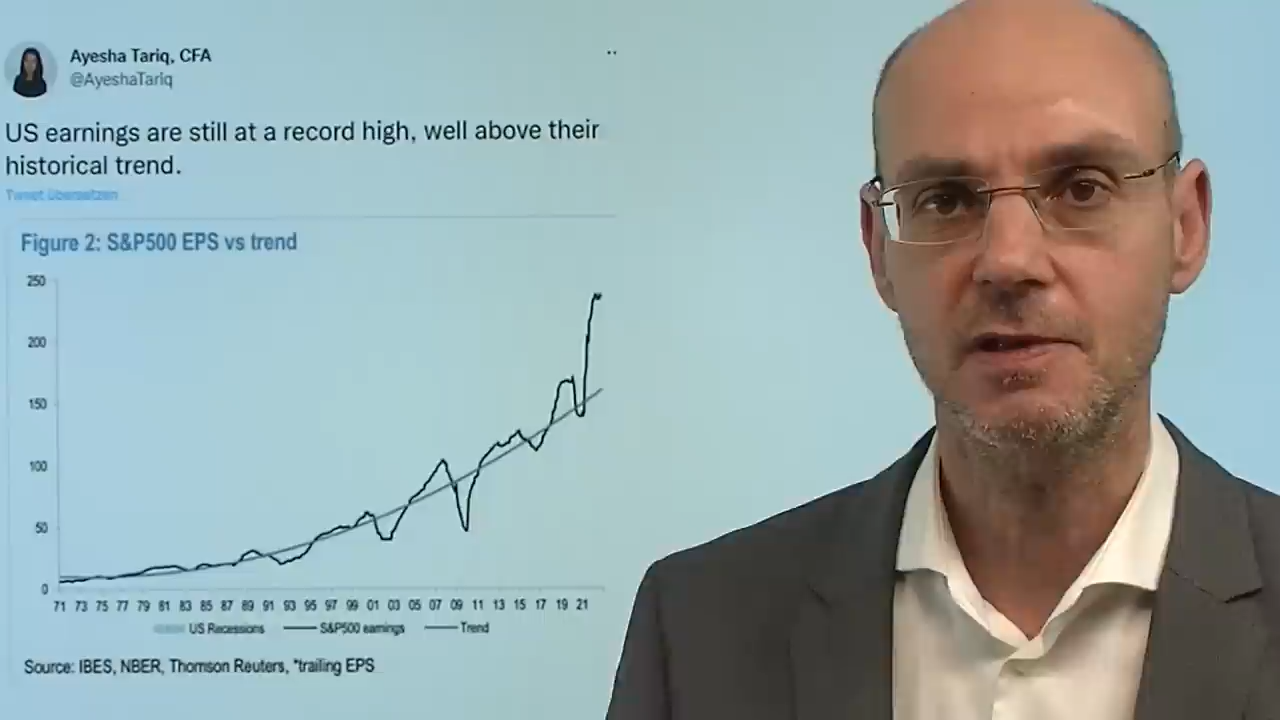 Ayesha Tariq, CFA
@AyeshaTariq
US earnings are still at a record high, well above their
historical trend.
Tweet übersetzen
Figure 2: S&P500 EPS vs trend
250
200
150
100
50
0
71 73 75 77 79 81 83 85 87 89 91 93 95 97 99 01 03 05 07 09 11 13 15 17 19 21
US Recessions S&P500 earnings Trend
Source: IBES, NBER, Thomson Reuters, *trailing EPS